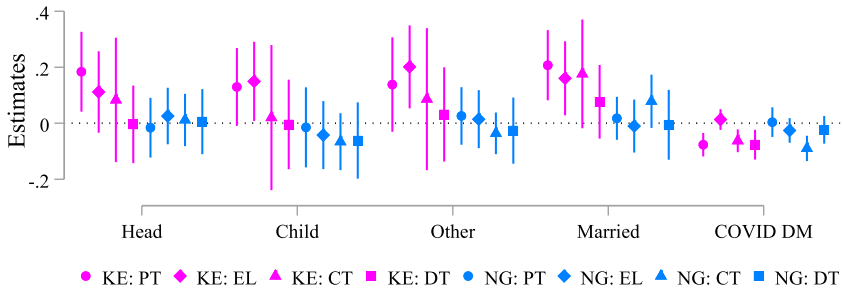 .4
.2
0
-.2
Estimates
Head Child Other Married COVID DM
KE: PT KE: EL KE: CT KE: DT NG: PT NG: EL NG: CT NG: DT